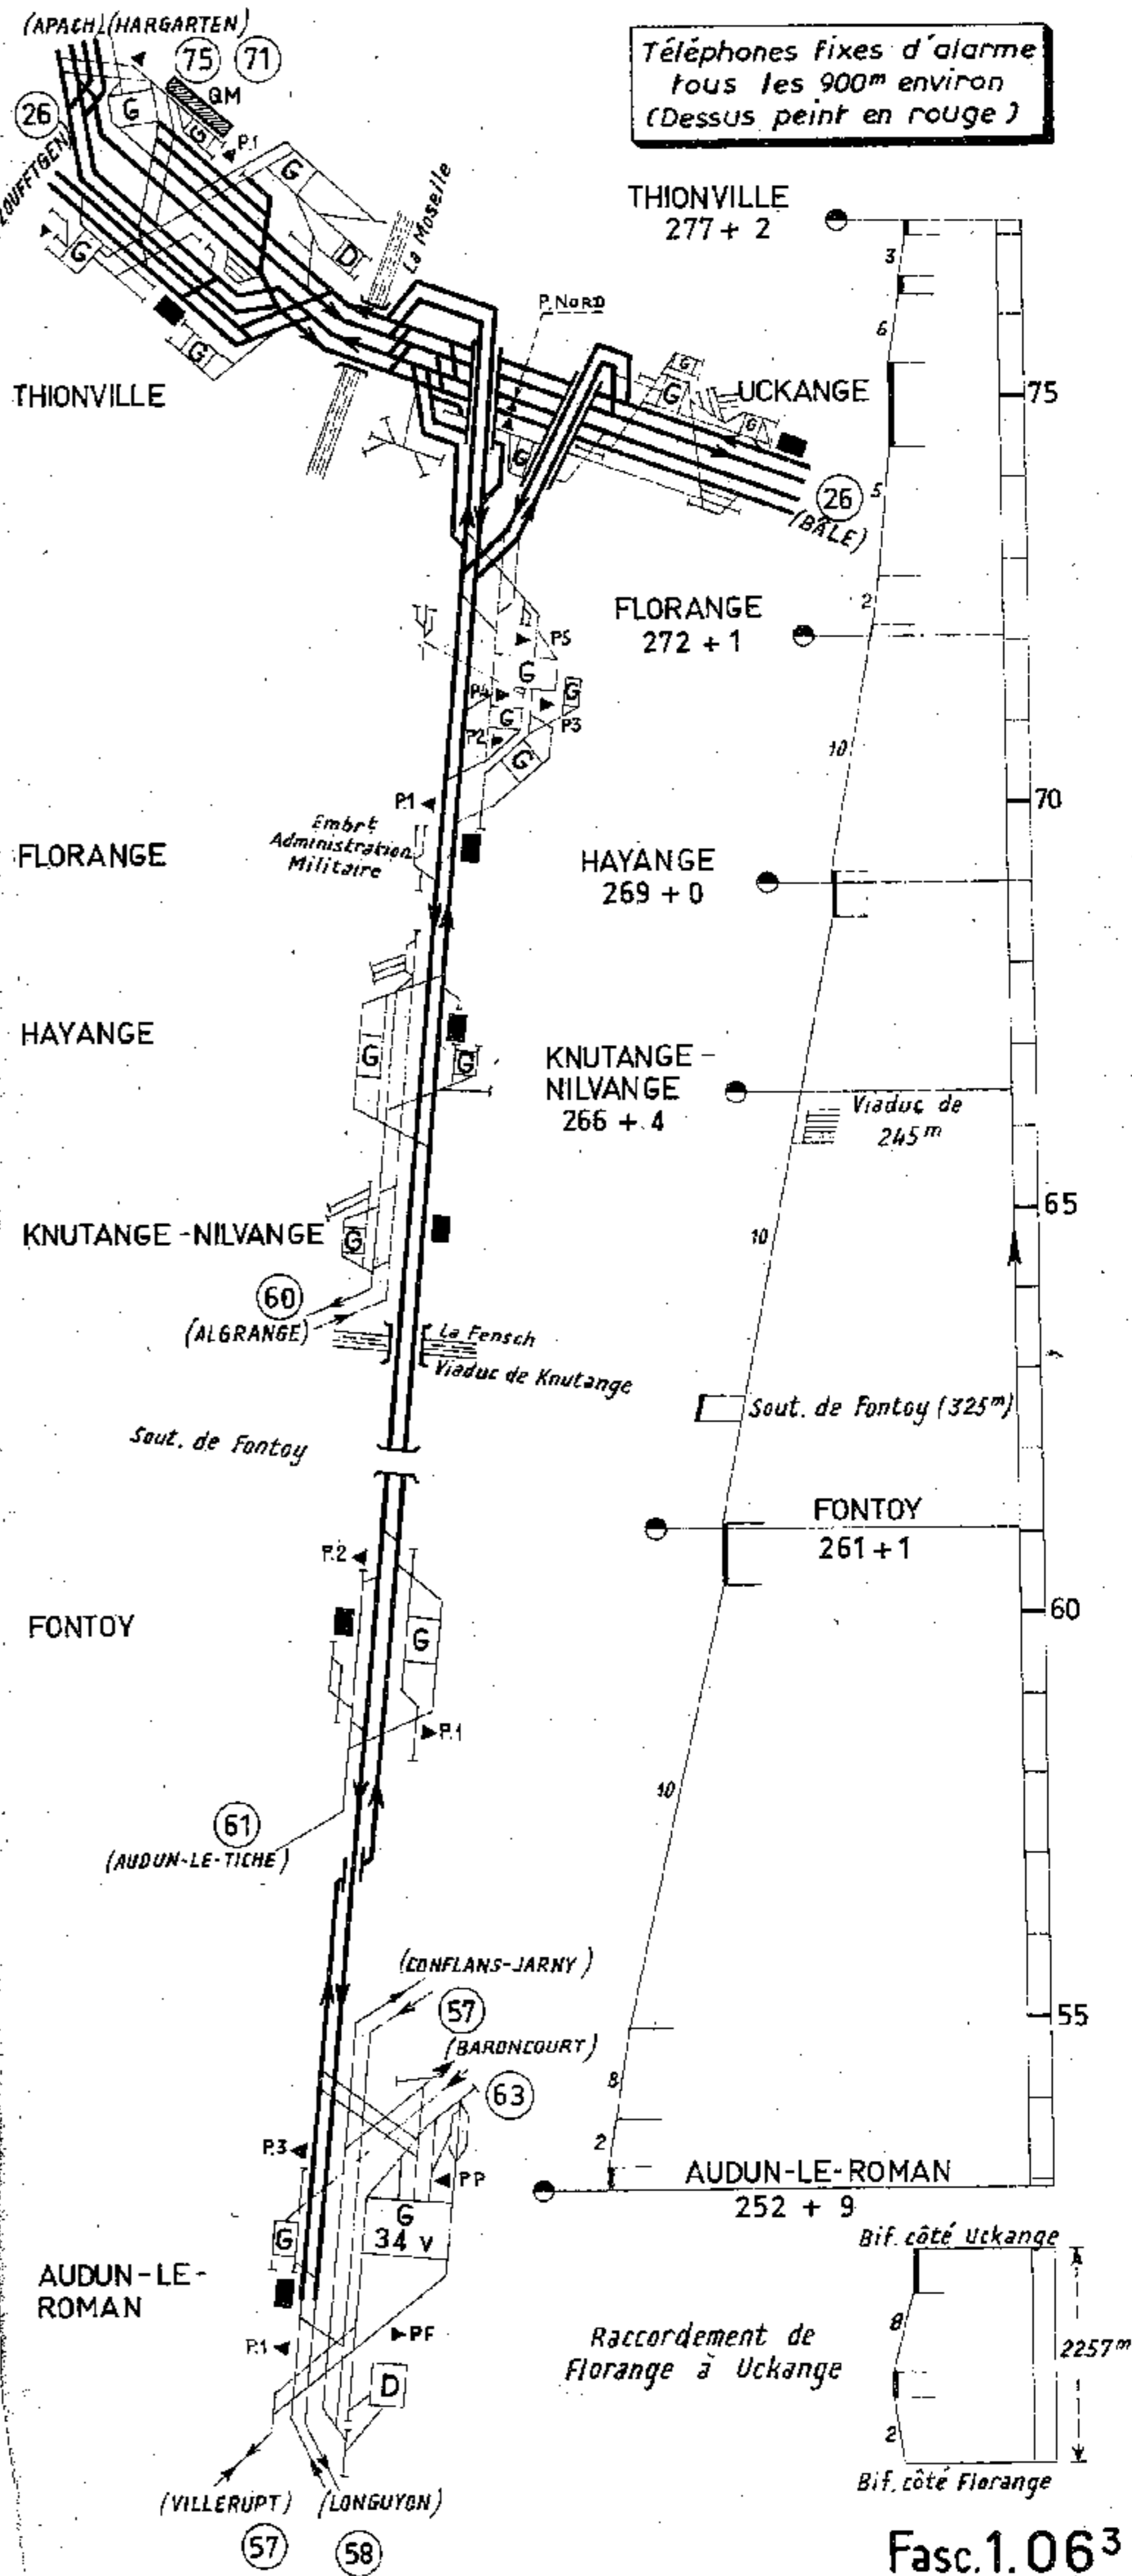 (APACH) (HARGARTEN)
75 71
Téléphones fixes d'alarme
tous les 900m environ
(Dessus peint en rouge)
26
G
QM
G
P.1
ZOUFFTGEN)
G
G
D
La Moselle
THIONVILLE
277 + 2
3
P. NORD
6
G
THIONVILLE
G
G
UCKANGE
G
75
G
26
(BÂLE)
5
FLORANGE
272 + 1
2
P5
G
P4
G
G
P3
P2
G
10
P.1
70
Embrt
Administration
Militaire
FLORANGE
HAYANGE
269 + 0
HAYANGE
G
G
KNUTANGE -
NILVANGE
266 + 4
Viaduc de
245m
KNUTANGE - NILVANGE
G
65
10
60
(ALGRANGE)
La Fensch
Viaduc de Knutange
Sout. de Fontoy (325m)
Sout. de Fontoy
FONTOY
261 + 1
P.2
60
FONTOY
G
P.1
10
61
(AUDUN-LE-TICHE)
(CONFLANS-JARNY)
57
55
(BARONCOURT)
63
8
P.3
2
PP
AUDUN-LE-ROMAN
252 + 9
G
G
34 v
Bif. côté Uckange
AUDUN-LE-
ROMAN
P.1
PF
Raccordement de
Florange à Uckange
8
2257m
D
2
Bif. côté Florange
(VILLERUPT) (LONGUYON)
57
58
Fasc.1.06³